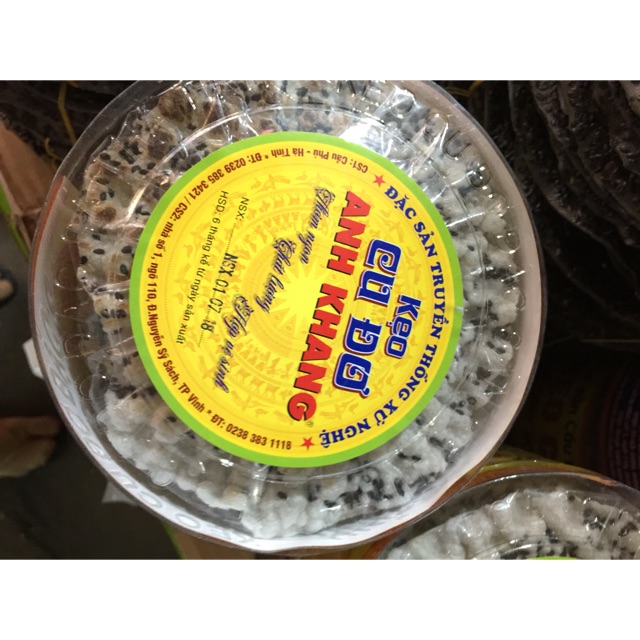 ★ ĐẶC SẢN TRUYỀN THỐNG XỨ NGHỆ ★
Kẹo
CU ĐƠ
ANH KHANG®
Thơm ngon Chất lượng Hợp vệ sinh
NSX: NSX 01.07.18
HSD: 6 tháng kể từ ngày sản xuất
CS1: Cầu Phủ - Hà Tĩnh * ĐT: 0239 385 3421 / CS2: nhà số 1, ngõ 110, Đ.Nguyễn Sỹ Sách, TP Vinh * ĐT: 0238 383 1118